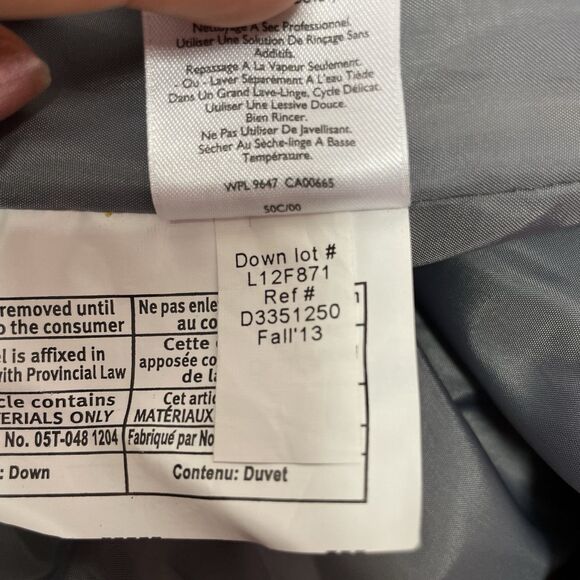 Nettoyage A Sec Professionnel.
Utiliser Une Solution De Rinçage Sans
Additifs.
Repassage A La Vapeur Seulement.
Ou - Laver Séparément A L'eau Tiède
Dans Un Grand Lave-Linge, Cycle Délicat.
Utiliser Une Lessive Douce.
Bien Rincer.
Ne Pas Utiliser De Javellisant.
Sécher Au Sèche-linge A Basse
Température.
WPL 9647 CA00665
50C/00
Down lot #
L12F871
Ref #
D3351250
Fall'13
removed until
o the consumer
l is affixed in
with Provincial Law
cle contains
ERIALS ONLY
No. 05T-048 1204
: Down
Ne pas enle
au co
Cette
apposée co
de la
Cet artic
MATÉRIAUX
Fabriqué par No
Contenu: Duvet